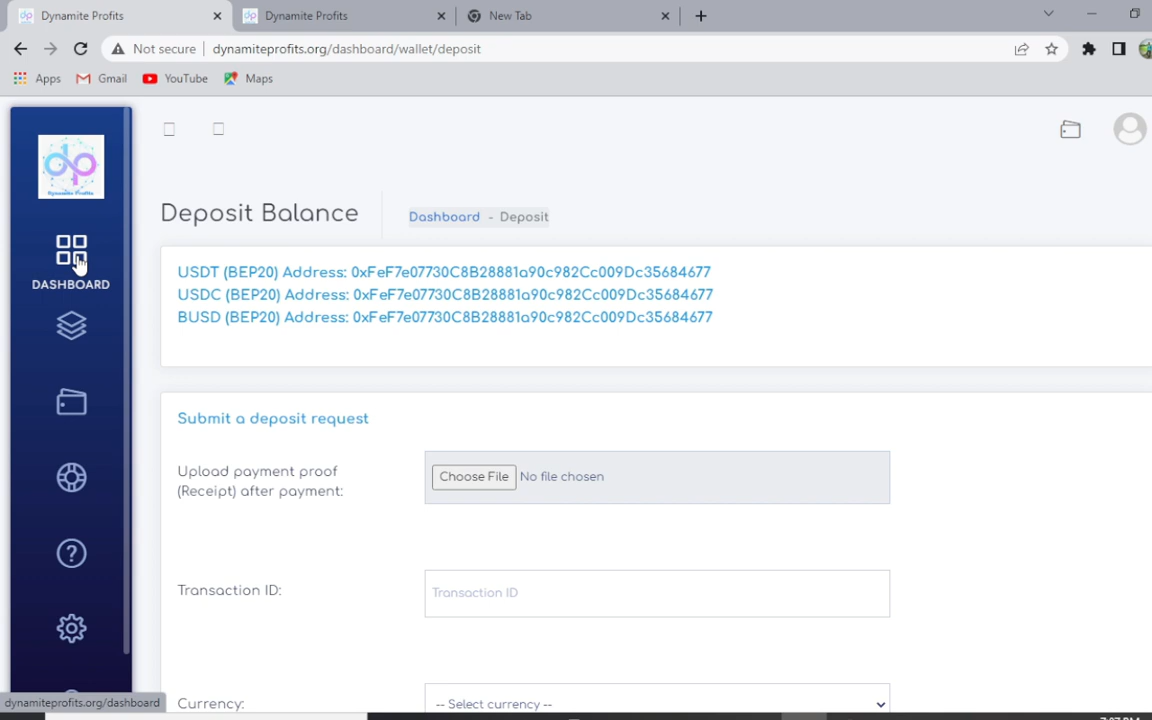 Dynamite Profits
Dynamite Profits
New Tab
Not secure
dynamiteprofits.org/dashboard/wallet/deposit
Apps
Gmail
YouTube
Maps
dp
Dynamite Profits
DASHBOARD
Deposit Balance
Dashboard - Deposit
USDT (BEP20) Address: 0xFeF7e07730C8B28881a90c982Cc009Dc35684677
USDC (BEP20) Address: 0xFeF7e07730C8B28881a90c982Cc009Dc35684677
BUSD (BEP20) Address: 0xFeF7e07730C8B28881a90c982Cc009Dc35684677
Submit a deposit request
Upload payment proof
(Receipt) after payment:
Choose File No file chosen
Transaction ID:
Transaction ID
Currency:
-- Select currency --
dynamiteprofits.org/dashboard